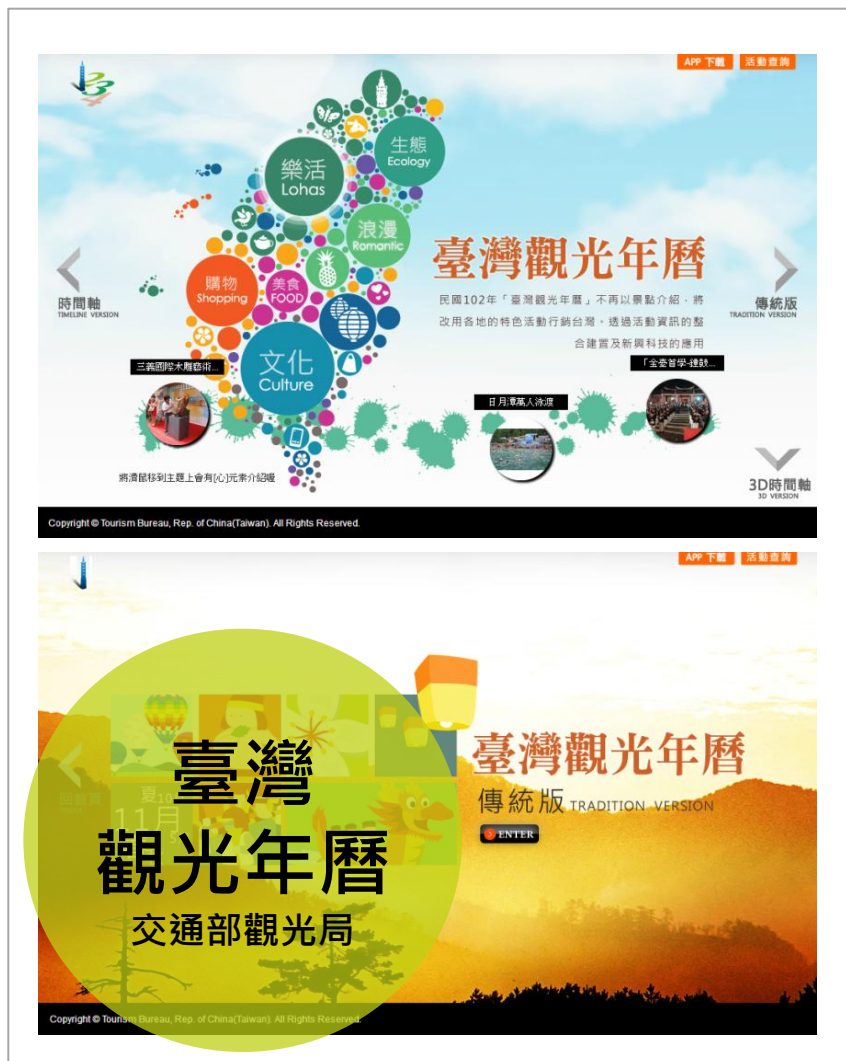 APP 下載
活動查詢
生態
Ecology
樂活
Lohas
浪漫
Romantic
購物
Shopping
美食
FOOD
文化
Culture
臺灣觀光年曆
民國102年「臺灣觀光年曆」不再以景點介紹，將
改用各地的特色活動行銷台灣。透過活動資訊的整
合建置及新興科技的應用
時間軸
TIMELINE VERSION
傳統版
TRADITION VERSION
三義國際木雕藝術...
日月潭萬人泳渡
「全臺首學-鐘鼓...
將滑鼠移到主題上會有[心]元素介紹喔
3D時間軸
3D VERSION
Copyright © Tourism Bureau, Rep. of China(Taiwan). All Rights Reserved.
APP 下載
活動查詢
臺灣觀光年曆
傳統版 TRADITION VERSION
ENTER
回首頁
11月
臺灣
觀光年曆
交通部觀光局
Copyright © Tourism Bureau, Rep. of China(Taiwan). All Rights Reserved.